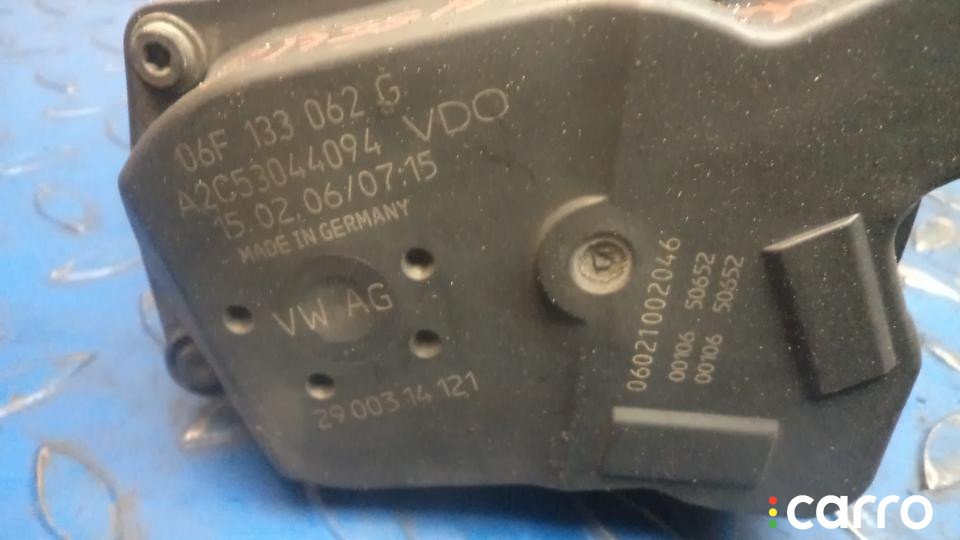 06F 133 062 G
A2C53044094 VDO
15.02.06/07:15
MADE IN GERMANY
VW AG
29 003 14 121
06021002046
00106 50652
00106 50652
carro